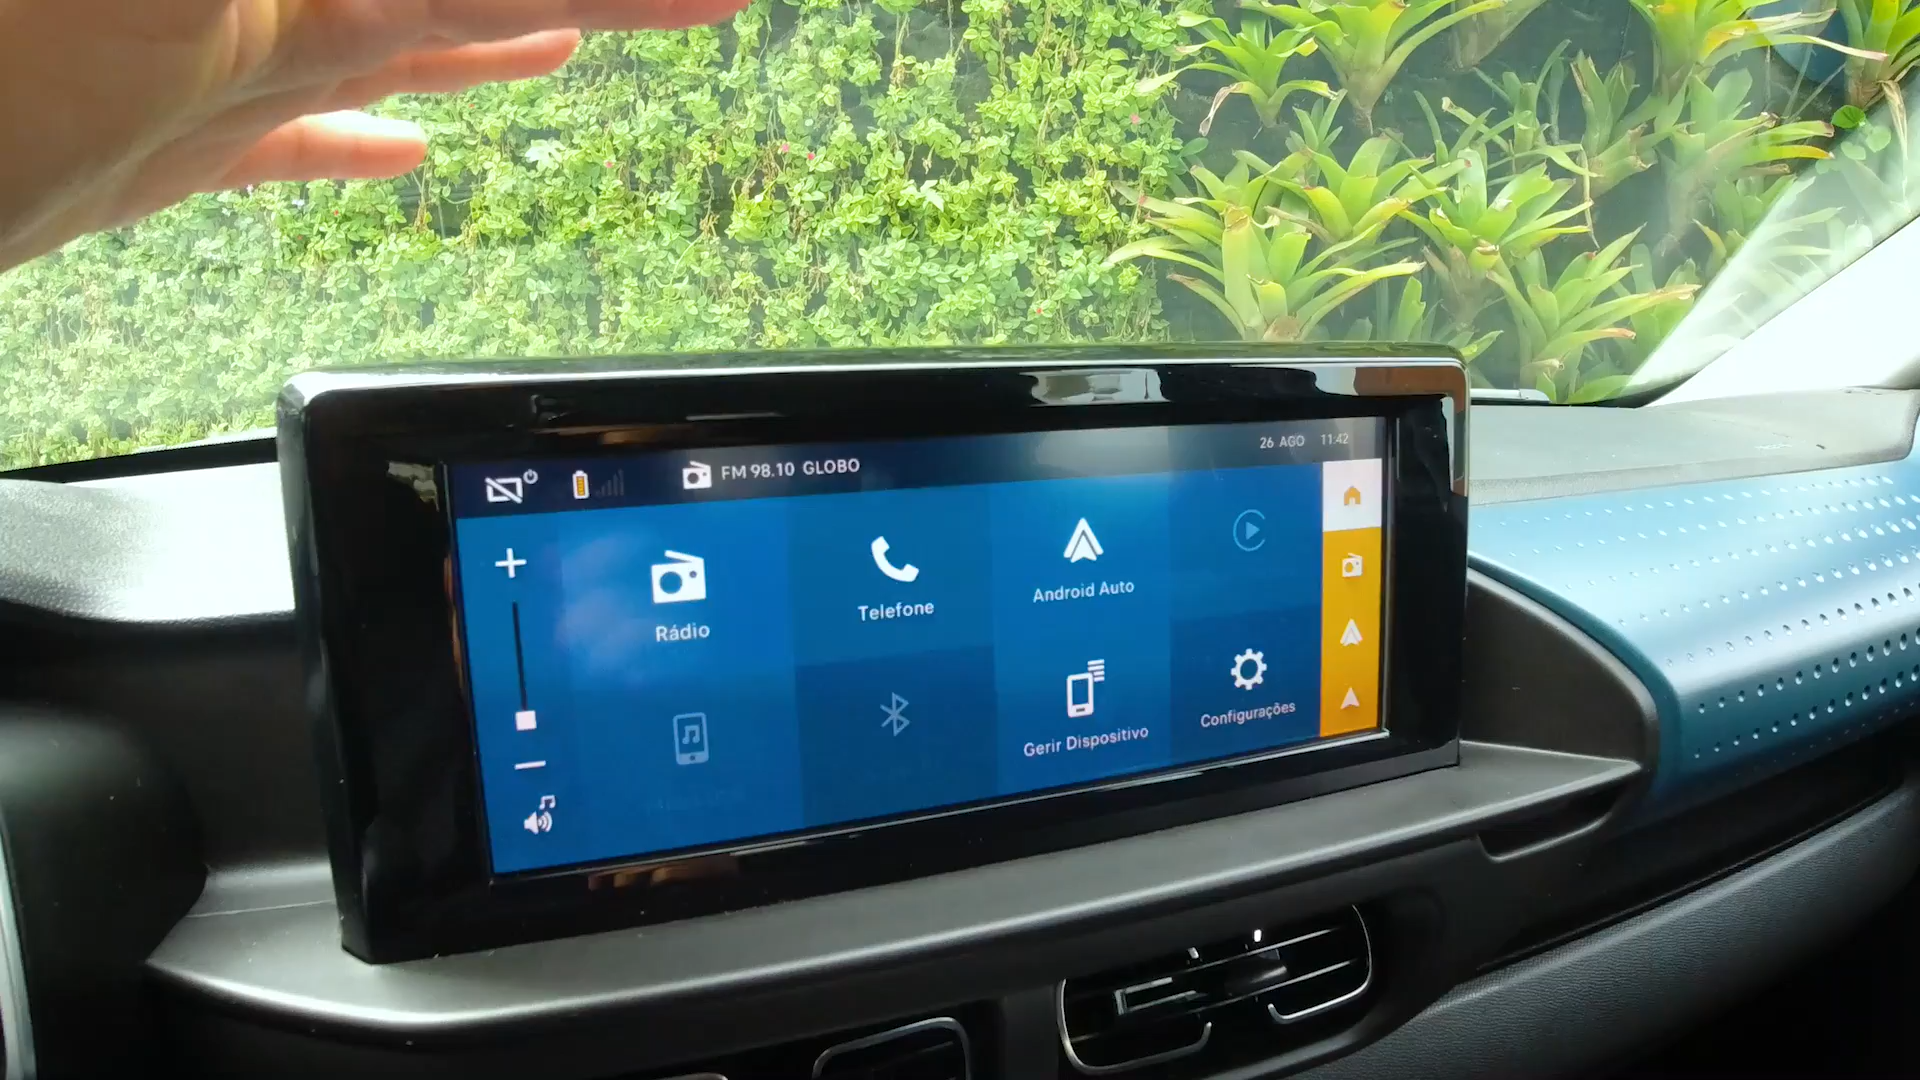 FM 98.10 GLOBO
26 AGO 11:42
Rádio
Telefone
Android Auto
Gerir Dispositivo
Configurações